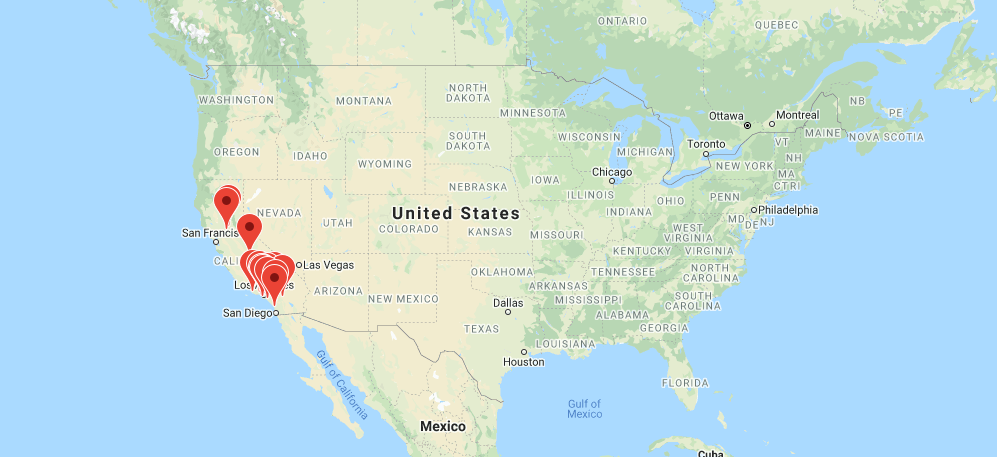 ONTARIO
QUEBEC
WASHINGTON
MONTANA
NORTH
DAKOTA
MINNESOTA
Ottawa
Montreal
NB
PE
NOVA SCOTIA
MAINE
OREGON
IDAHO
SOUTH
DAKOTA
WISCONSIN
MICHIGAN
Toronto
VT
NH
NEW YORK
MA
CT
RI
WYOMING
Chicago
IOWA
NEBRASKA
ILLINOIS
INDIANA
OHIO
PENN
NEVADA
UTAH
United States
COLORADO
KANSAS
MISSOURI
Philadelphia
MD
DE
NJ
WEST
VIRGINIA
KENTUCKY
VIRGINIA
San Francis
CALI
Las Vegas
OKLAHOMA
TENNESSEE
NORTH
CAROLINA
Los
es
ARIZONA
NEW MEXICO
ARKANSAS
MISSISSIPPI
SOUTH
CAROLINA
San Diego
Dallas
ALABAMA
TEXAS
GEORGIA
LOUISIANA
Houston
Gulf of California
FLORIDA
Gulf of
Mexico
Mexico
Cuba